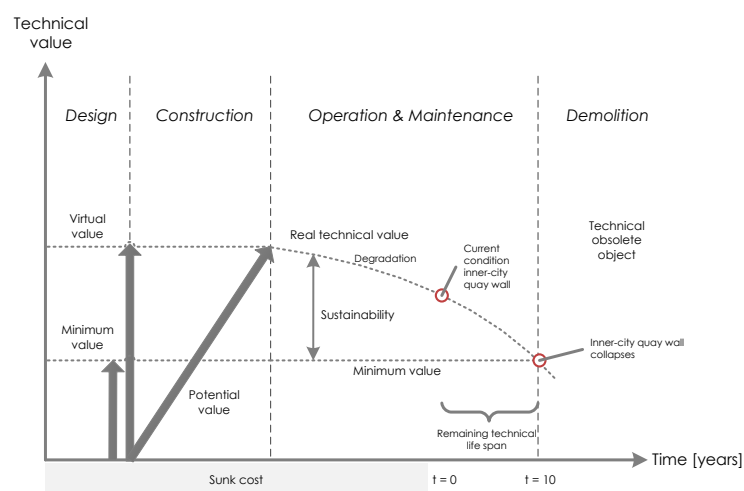 Technical
value
Design
Construction
Operation & Maintenance
Demolition
Virtual
value
Real technical value
Degradation
Current
condition
inner-city
quay wall
Technical
obsolete
object
Sustainability
Minimum
value
Minimum value
Inner-city quay wall
collapses
Potential
value
Remaining technical
life span
Time [years]
Sunk cost
t = 0
t = 10